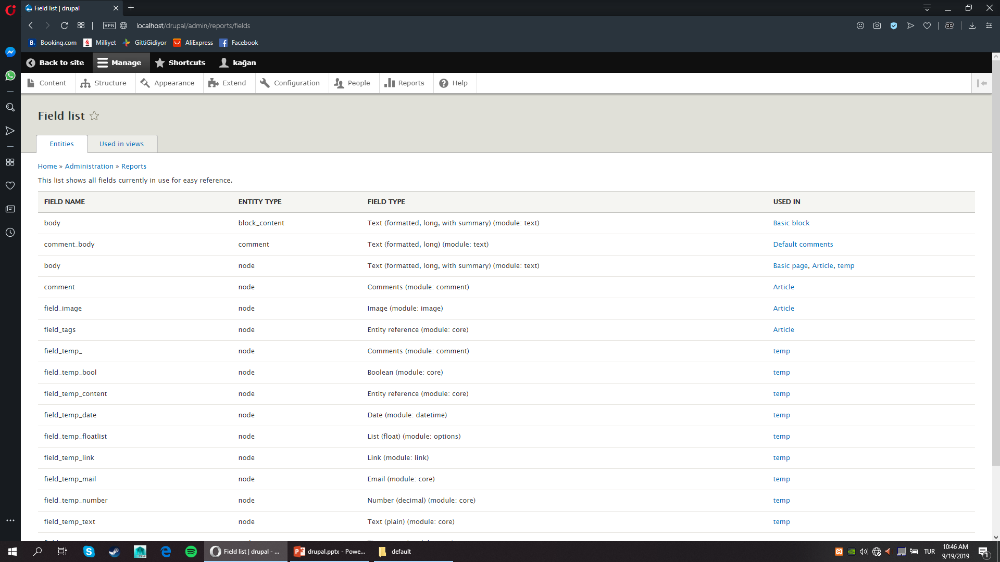 Field list | drupal
VPN localhost/drupal/admin/reports/fields
B. Booking.com Milliyet GittiGidiyor AliExpress Facebook
Back to site Manage Shortcuts kağan
Content Structure Appearance Extend Configuration People Reports Help
Field list
Entities Used in views
Home » Administration » Reports
This list shows all fields currently in use for easy reference.
FIELD NAME ENTITY TYPE FIELD TYPE USED IN
body block_content Text (formatted, long, with summary) (module: text) Basic block
comment_body comment Text (formatted, long) (module: text) Default comments
body node Text (formatted, long, with summary) (module: text) Basic page, Article, temp
comment node Comments (module: comment) Article
field_image node Image (module: image) Article
field_tags node Entity reference (module: core) Article
field_temp_ node Comments (module: comment) temp
field_temp_bool node Boolean (module: core) temp
field_temp_content node Entity reference (module: core) temp
field_temp_date node Date (module: datetime) temp
field_temp_floatlist node List (float) (module: options) temp
field_temp_link node Link (module: link) temp
field_temp_mail node Email (module: core) temp
field_temp_number node Number (decimal) (module: core) temp
field_temp_text node Text (plain) (module: core) temp
Field list | drupal - ... drupal.pptx - Powe... default TUR 10:46 AM
9/19/2019 1